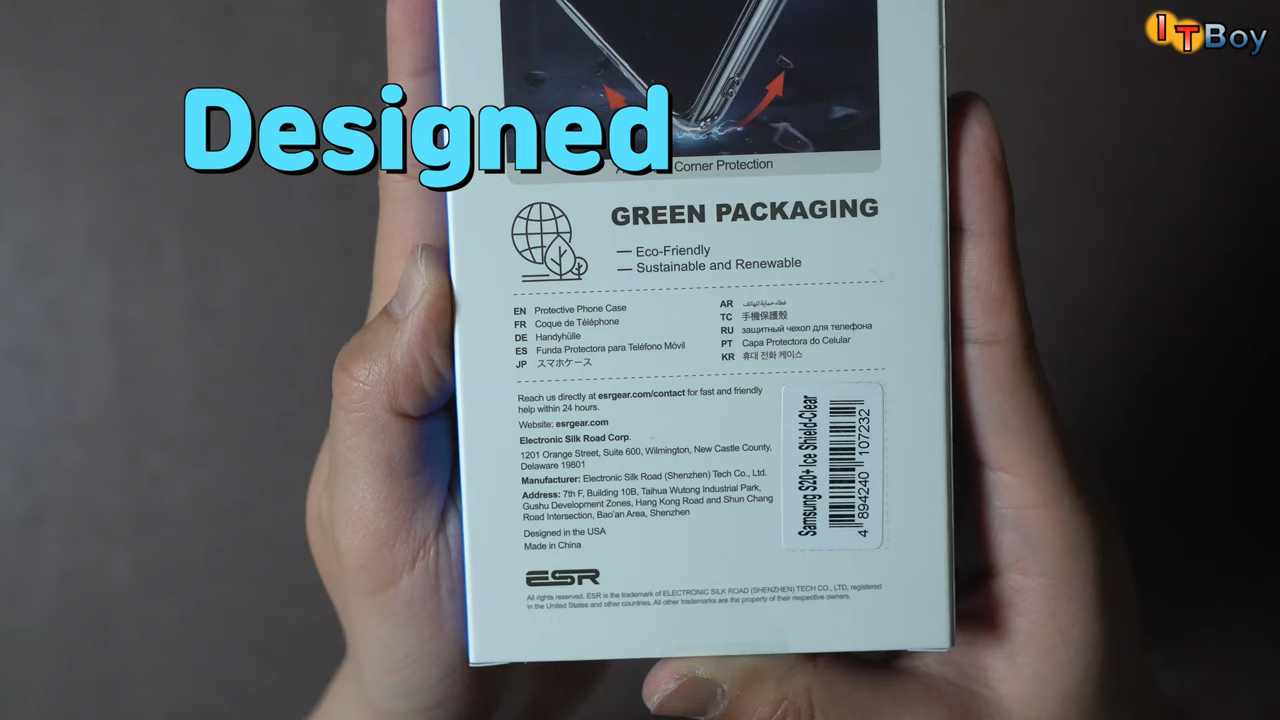 ITBoy
Designed
Corner Protection
GREEN PACKAGING
— Eco-Friendly
— Sustainable and Renewable
EN Protective Phone Case
FR Coque de Téléphone
DE Handyhülle
ES Funda Protectora para Teléfono Móvil
JP スマホケース
AR غطاء حماية للهاتف
TC 手機保護殼
RU защитный чехол для телефона
PT Capa Protectora do Celular
KR 휴대 전화 케이스
Reach us directly at esrgear.com/contact for fast and friendly
help within 24 hours.
Website: esrgear.com
Electronic Silk Road Corp.
1201 Orange Street, Suite 600, Wilmington, New Castle County,
Delaware 19801
Manufacturer: Electronic Silk Road (Shenzhen) Tech Co., Ltd.
Address: 7th F, Building 10B, Taihua Wutong Industrial Park,
Gushu Development Zones, Hang Kong Road and Shun Chang
Road Intersection, Bao'an Area, Shenzhen
Designed in the USA
Made in China
Samsung S20+ Ice Shield-Clear
4 894240 107232
ESR
All rights reserved. ESR is the trademark of ELECTRONIC SILK ROAD (SHENZHEN) TECH CO., LTD, registered
in the United States and other countries. All other trademarks are the property of their respective owners.